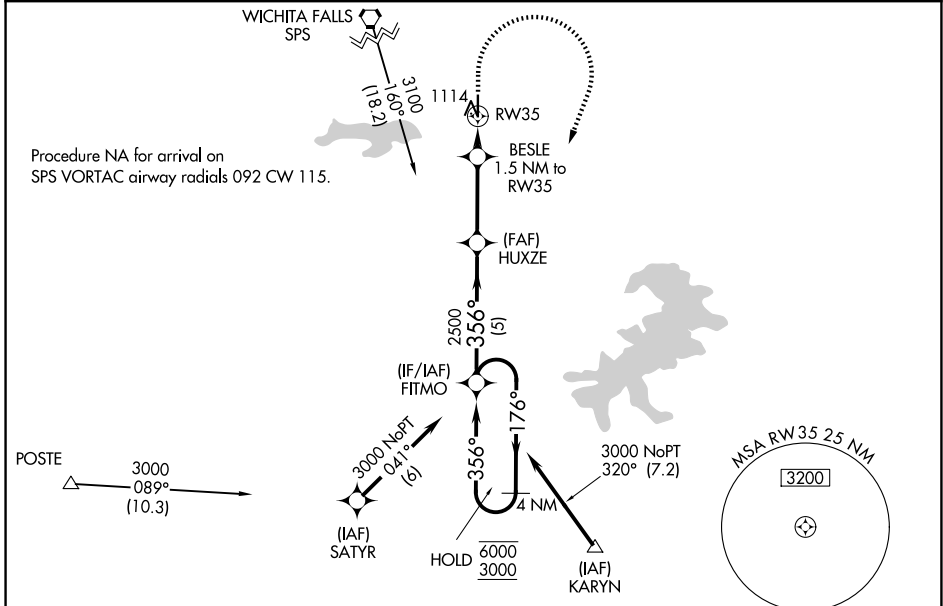 WICHITA FALLS
SPS
3100
160°
(18.2)
1114
RW35
Procedure NA for arrival on
SPS VORTAC airway radials 092 CW 115.
BESLE
1.5 NM to
RW35
(FAF)
HUXZE
2500
356°
(5)
(IF/IAF)
FITMO
176°
356°
3000 NoPT
041°
(6)
3000 NoPT
320° (7.2)
POSTE
3000
089°
(10.3)
(IAF)
SATYR
4 NM
HOLD
6000
3000
(IAF)
KARYN
MSA RW35 25 NM
3200